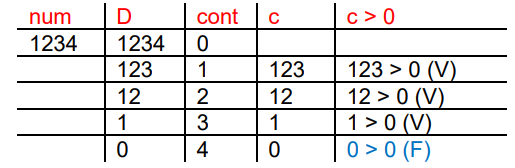 num D cont c c > 0
1234 1234 0
123 1 123 123 > 0 (V)
12 2 12 12 > 0 (V)
1 3 1 1 > 0 (V)
0 4 0 0 > 0 (F)